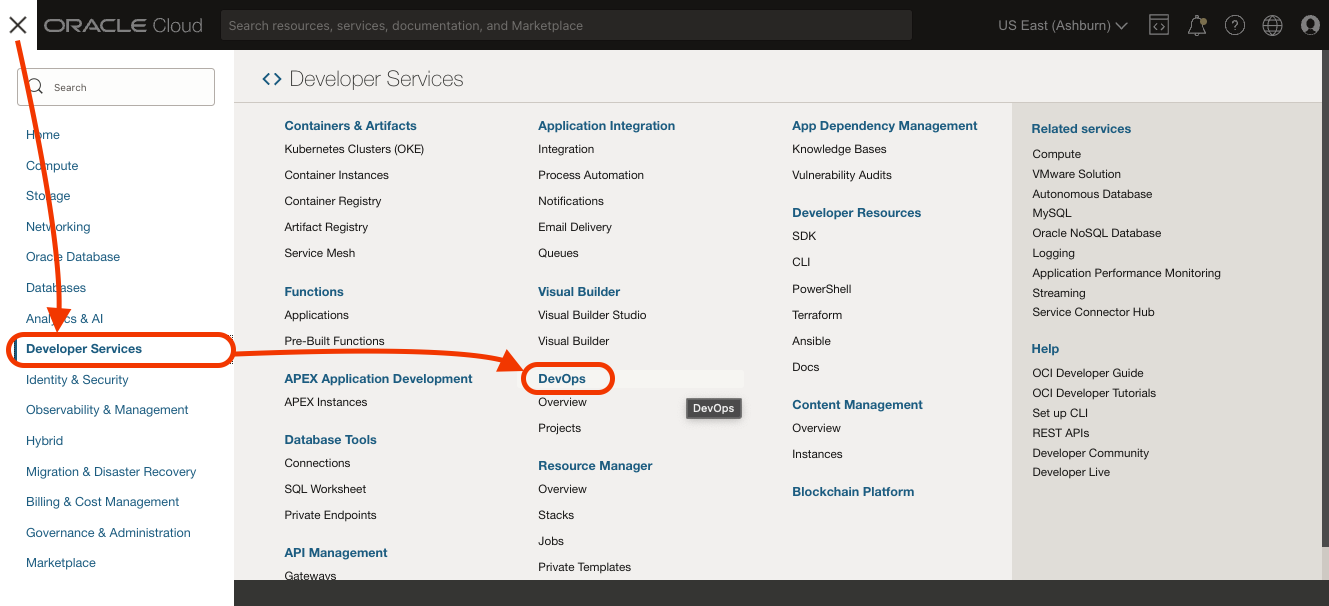 ORACLE Cloud
Search resources, services, documentation, and Marketplace
US East (Ashburn)
Search
Home
Compute
Storage
Networking
Oracle Database
Databases
Analytics & AI
Developer Services
Identity & Security
Observability & Management
Hybrid
Migration & Disaster Recovery
Billing & Cost Management
Governance & Administration
Marketplace
Developer Services
Containers & Artifacts
Kubernetes Clusters (OKE)
Container Instances
Container Registry
Artifact Registry
Service Mesh
Functions
Applications
Pre-Built Functions
APEX Application Development
APEX Instances
Database Tools
Connections
SQL Worksheet
Private Endpoints
API Management
Gateways
Application Integration
Integration
Process Automation
Notifications
Email Delivery
Queues
Visual Builder
Visual Builder Studio
Visual Builder
DevOps
Overview
DevOps
Projects
Resource Manager
Overview
Stacks
Jobs
Private Templates
App Dependency Management
Knowledge Bases
Vulnerability Audits
Developer Resources
SDK
CLI
PowerShell
Terraform
Ansible
Docs
Content Management
Overview
Instances
Blockchain Platform
Related services
Compute
VMware Solution
Autonomous Database
MySQL
Oracle NoSQL Database
Logging
Application Performance Monitoring
Streaming
Service Connector Hub
Help
OCI Developer Guide
OCI Developer Tutorials
Set up CLI
REST APIs
Developer Community
Developer Live